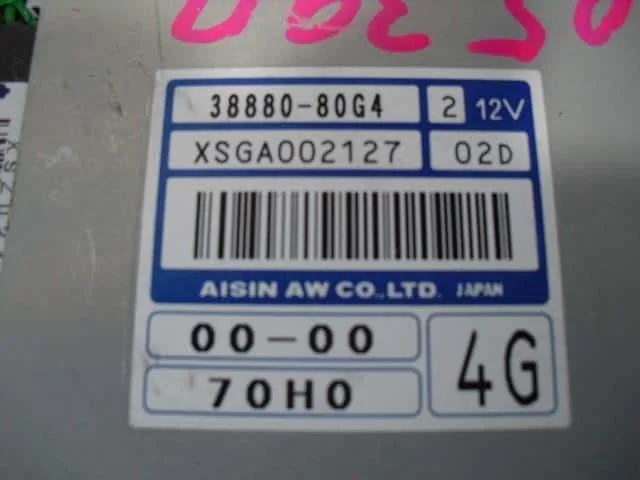 38880-80G4 2 12V
XSGA002127 02D
AISIN AW CO.,LTD. JAPAN
00-00
70H0
4G